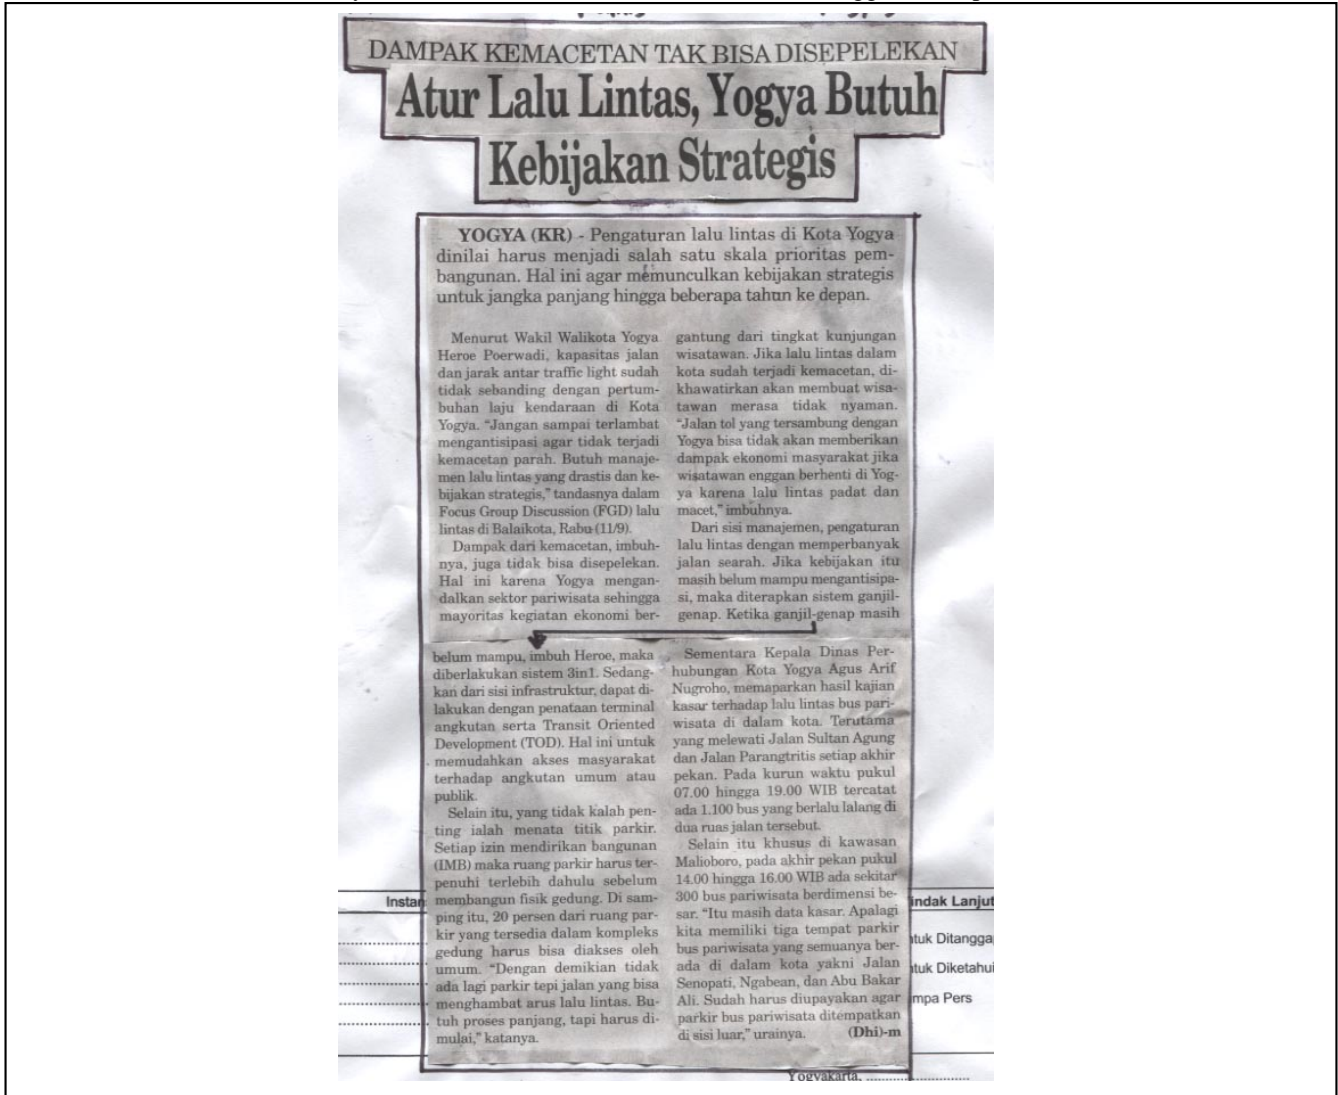 DAMPAK KEMACETAN TAK BISA DISEPELEKAN
Atur Lalu Lintas, Yogya Butuh
Kebijakan Strategis
YOGYA (KR) - Pengaturan lalu lintas di Kota Yogya
dinilai harus menjadi salah satu skala prioritas pem-
bangunan. Hal ini agar memunculkan kebijakan strategis
untuk jangka panjang hingga beberapa tahun ke depan.
Menurut Wakil Walikota Yogya
Heroe Poerwadi, kapasitas jalan
dan jarak antar traffic light sudah
tidak sebanding dengan pertum-
buhan laju kendaraan di Kota
Yogya. “Jangan sampai terlambat
mengantisipasi agar tidak terjadi
kemacetan parah. Butuh manaje-
men lalu lintas yang drastis dan ke-
bijakan strategis,” tandasnya dalam
Focus Group Discussion (FGD) lalu
lintas di Balaikota, Rabu (11/9).
Dampak dari kemacetan, imbuh-
nya, juga tidak bisa disepelekan.
Hal ini karena Yogya mengan-
dalkan sektor pariwisata sehingga
mayoritas kegiatan ekonomi ber-
gantung dari tingkat kunjungan
wisatawan. Jika lalu lintas dalam
kota sudah terjadi kemacetan, di-
khawatirkan akan membuat wisa-
tawan merasa tidak nyaman.
“Jalan tol yang tersambung dengan
Yogya bisa tidak akan memberikan
dampak ekonomi masyarakat jika
wisatawan enggan berhenti di Yog-
ya karena lalu lintas padat dan
macet,” imbuhnya.
Dari sisi manajemen, pengaturan
lalu lintas dengan memperbanyak
jalan searah. Jika kebijakan itu
masih belum mampu mengantisipa-
si, maka diterapkan sistem ganjil-
genap. Ketika ganjil-genap masih
belum mampu, imbuh Heroe, maka
diberlakukan sistem 3in1. Sedang-
kan dari sisi infrastruktur, dapat di-
lakukan dengan penataan terminal
angkutan serta Transit Oriented
Development (TOD). Hal ini untuk
memudahkan akses masyarakat
terhadap angkutan umum atau
publik.
Selain itu, yang tidak kalah pen-
ting ialah menata titik parkir.
Setiap izin mendirikan bangunan
(IMB) maka ruang parkir harus ter-
penuhi terlebih dahulu sebelum
membangun fisik gedung. Di sam-
ping itu, 20 persen dari ruang par-
kir yang tersedia dalam kompleks
gedung harus bisa diakses oleh
umum. “Dengan demikian tidak
ada lagi parkir tepi jalan yang bisa
menghambat arus lalu lintas. Bu-
tuh proses panjang, tapi harus di-
mulai,” katanya.
Sementara Kepala Dinas Per-
hubungan Kota Yogya Agus Arif
Nugroho, memaparkan hasil kajian
kasar terhadap lalu lintas bus pari-
wisata di dalam kota. Terutama
yang melewati Jalan Sultan Agung
dan Jalan Parangtritis setiap akhir
pekan. Pada kurun waktu pukul
07.00 hingga 19.00 WIB tercatat
ada 1.100 bus yang berlalu lalang di
dua ruas jalan tersebut.
Selain itu khusus di kawasan
Malioboro, pada akhir pekan pukul
14.00 hingga 16.00 WIB ada sekitar
300 bus pariwisata berdimensi be-
sar. “Itu masih data kasar. Apalagi
kita memiliki tiga tempat parkir
bus pariwisata yang semuanya ber-
ada di dalam kota yakni Jalan
Senopati, Ngabean, dan Abu Bakar
Ali. Sudah harus diupayakan agar
parkir bus pariwisata ditempatkan
di sisi luar,” urainya. (Dhi)-m
Instan
indak Lanjut
tuk Ditangga
tuk Diketahui
mpa Pers
Yogyakarta,